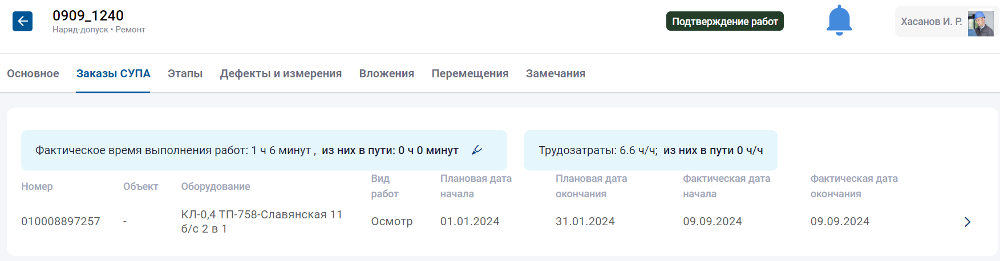 0909_1240
Наряд-допуск • Ремонт
Подтверждение работ
Хасанов И. Р.
Основное
Заказы СУПА
Этапы
Дефекты и измерения
Вложения
Перемещения
Замечания
Фактическое время выполнения работ: 1 ч 6 минут , из них в пути: 0 ч 0 минут
Трудозатраты: 6.6 ч/ч; из них в пути 0 ч/ч
Номер
Объект
Оборудование
Вид
работ
Плановая дата
начала
Плановая дата
окончания
Фактическая дата
начала
Фактическая дата
окончания
010008897257
-
КЛ-0,4 ТП-758-Славянская 11
б/с 2 в 1
Осмотр
01.01.2024
31.01.2024
09.09.2024
09.09.2024